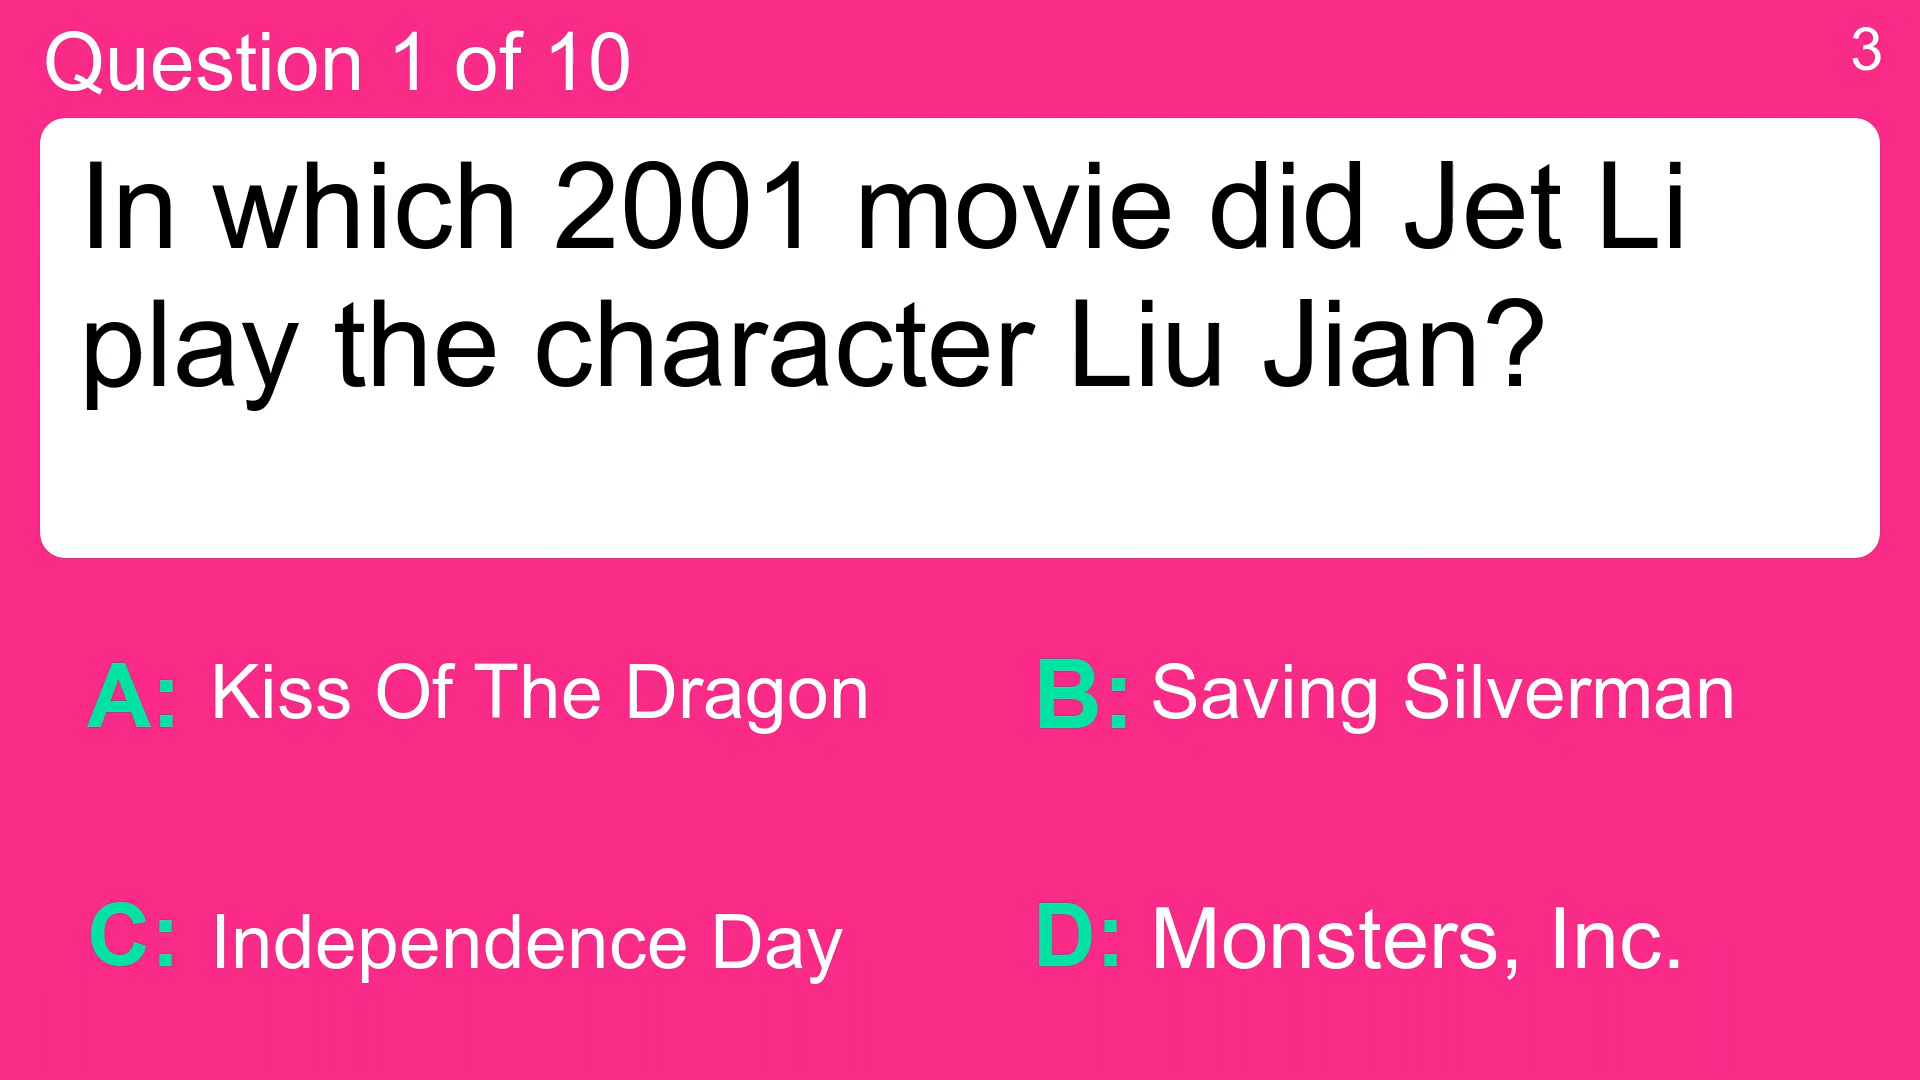 Question 1 of 10
3
In which 2001 movie did Jet Li
play the character Liu Jian?
A: Kiss Of The Dragon
B: Saving Silverman
C: Independence Day
D: Monsters, Inc.